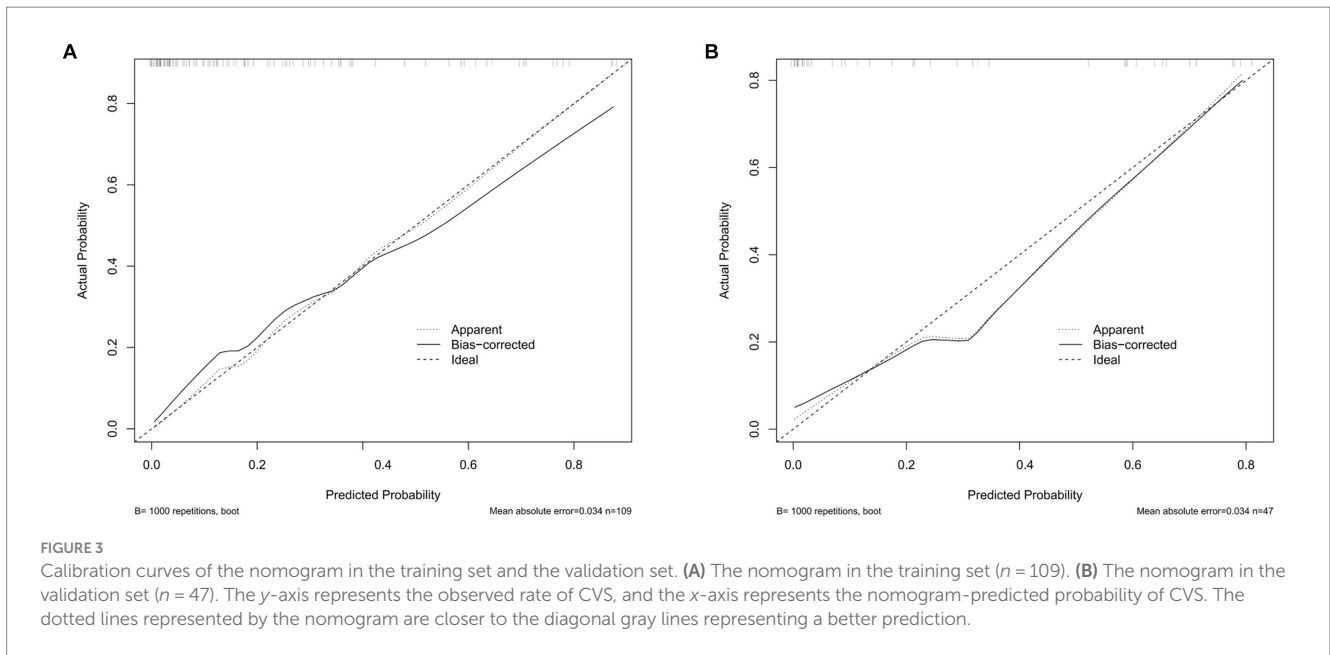 A
Actual Probability
0.8
0.6
0.4
0.2
0.0
Apparent
Bias−corrected
Ideal
0.0 0.2 0.4 0.6 0.8
Predicted Probability
B= 1000 repetitions, boot
Mean absolute error=0.034 n=109
B
Actual Probability
0.8
0.6
0.4
0.2
0.0
Apparent
Bias−corrected
Ideal
0.0 0.2 0.4 0.6 0.8
Predicted Probability
B= 1000 repetitions, boot
Mean absolute error=0.034 n=47
FIGURE 3
Calibration curves of the nomogram in the training set and the validation set. (A) The nomogram in the training set (n = 109). (B) The nomogram in the
validation set (n = 47). The y-axis represents the observed rate of CVS, and the x-axis represents the nomogram-predicted probability of CVS. The
dotted lines represented by the nomogram are closer to the diagonal gray lines representing a better prediction.